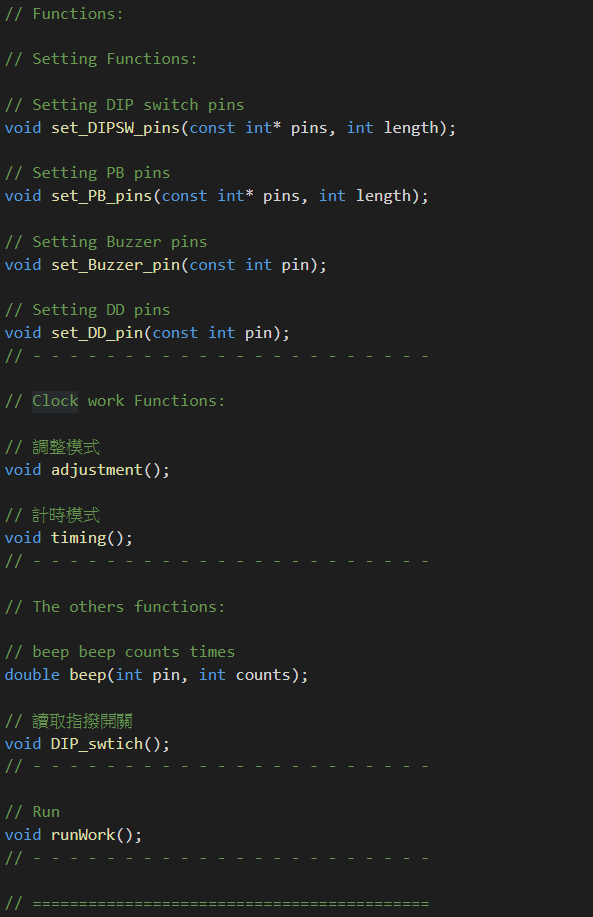 // Functions:
// Setting Functions:
// Setting DIP switch pins
void set_DIPSW_pins(const int* pins, int length);
// Setting PB pins
void set_PB_pins(const int* pins, int length);
// Setting Buzzer pins
void set_Buzzer_pin(const int pin);
// Setting DD pins
void set_DD_pin(const int pin);
// - - - - - - - - - - - - - - - - - - - - - -
// Clock work Functions:
// 調整模式
void adjustment();
// 計時模式
void timing();
// - - - - - - - - - - - - - - - - - - - - - -
// The others functions:
// beep beep counts times
double beep(int pin, int counts);
// 讀取指撥開關
void DIP_swtich();
// - - - - - - - - - - - - - - - - - - - - - -
// Run
void runWork();
// - - - - - - - - - - - - - - - - - - - - - -
// ===========================================